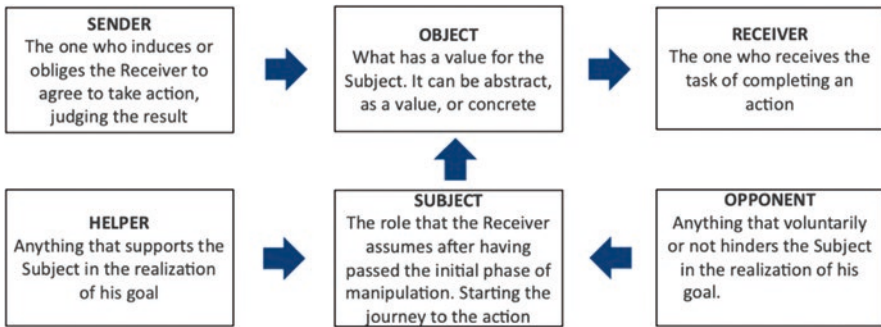 SENDER
The one who induces or
obliges the Receiver to
agree to take action,
judging the result
OBJECT
What has a value for the
Subject. It can be abstract,
as a value, or concrete
RECEIVER
The one who receives the
task of completing an
action
HELPER
Anything that supports the
Subject in the realization
of his goal
SUBJECT
The role that the Receiver
assumes after having
passed the initial phase of
manipulation. Starting the
journey to the action
OPPONENT
Anything that voluntarily
or not hinders the Subject
in the realization of his
goal.